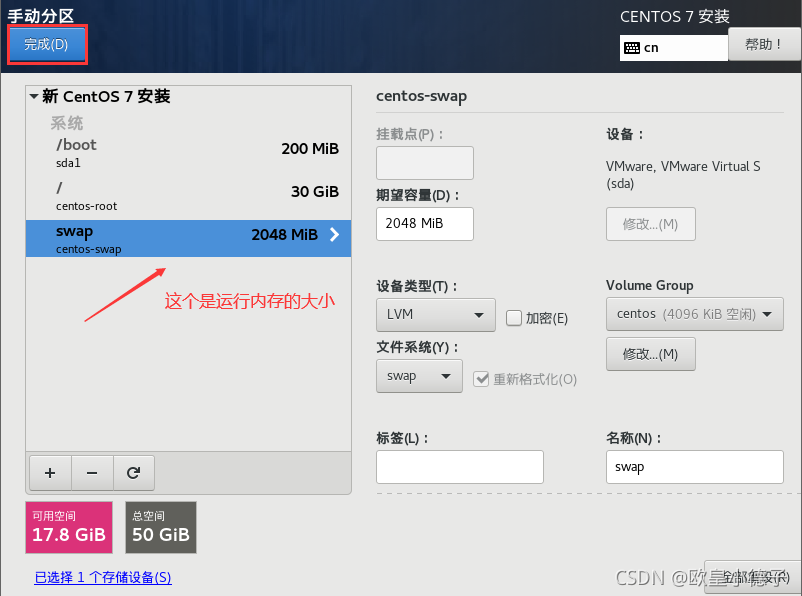 手动分区
完成(D)
CENTOS 7 安装
cn
帮助！
新 CentOS 7 安装
系统
/boot
200 MiB
sda1
/
30 GiB
centos-root
swap
2048 MiB
centos-swap
这个是运行内存的大小
+ −
可用空间
17.8 GiB
总空间
50 GiB
已选择 1 个存储设备(S)
centos-swap
挂载点(P)：
设备：
VMware, VMware Virtual S
(sda)
期望容量(D)：
2048 MiB
修改...(M)
设备类型(T)：
Volume Group
LVM
加密(E)
centos (4096 KiB 空闲)
文件系统(Y)：
修改...(M)
swap
重新格式化(O)
标签(L)：
名称(N)：
swap
CSDN @欧皇小德子